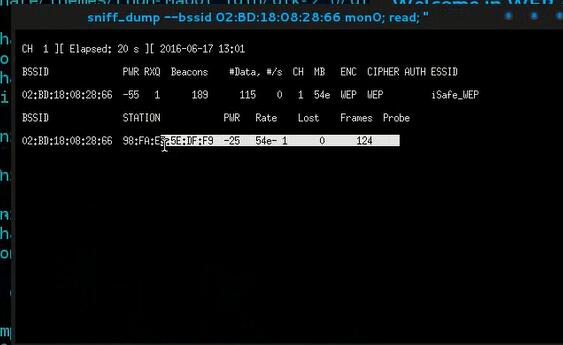 Welcome in WEP
sniff_dump --bssid 02:BD:18:08:28:66 mon0; read; "
CH 1 ][ Elapsed: 20 s ][ 2016-06-17 13:01
BSSID PWR RXQ Beacons #Data, #/s CH MB ENC CIPHER AUTH ESSID
02:BD:18:08:28:66 -55 1 189 115 0 1 54e WEP WEP iSafe_WEP
BSSID STATION PWR Rate Lost Frames Probe
02:BD:18:08:28:66 98:FA:E3:5E:DF:F9 -25 54e- 1 0 124